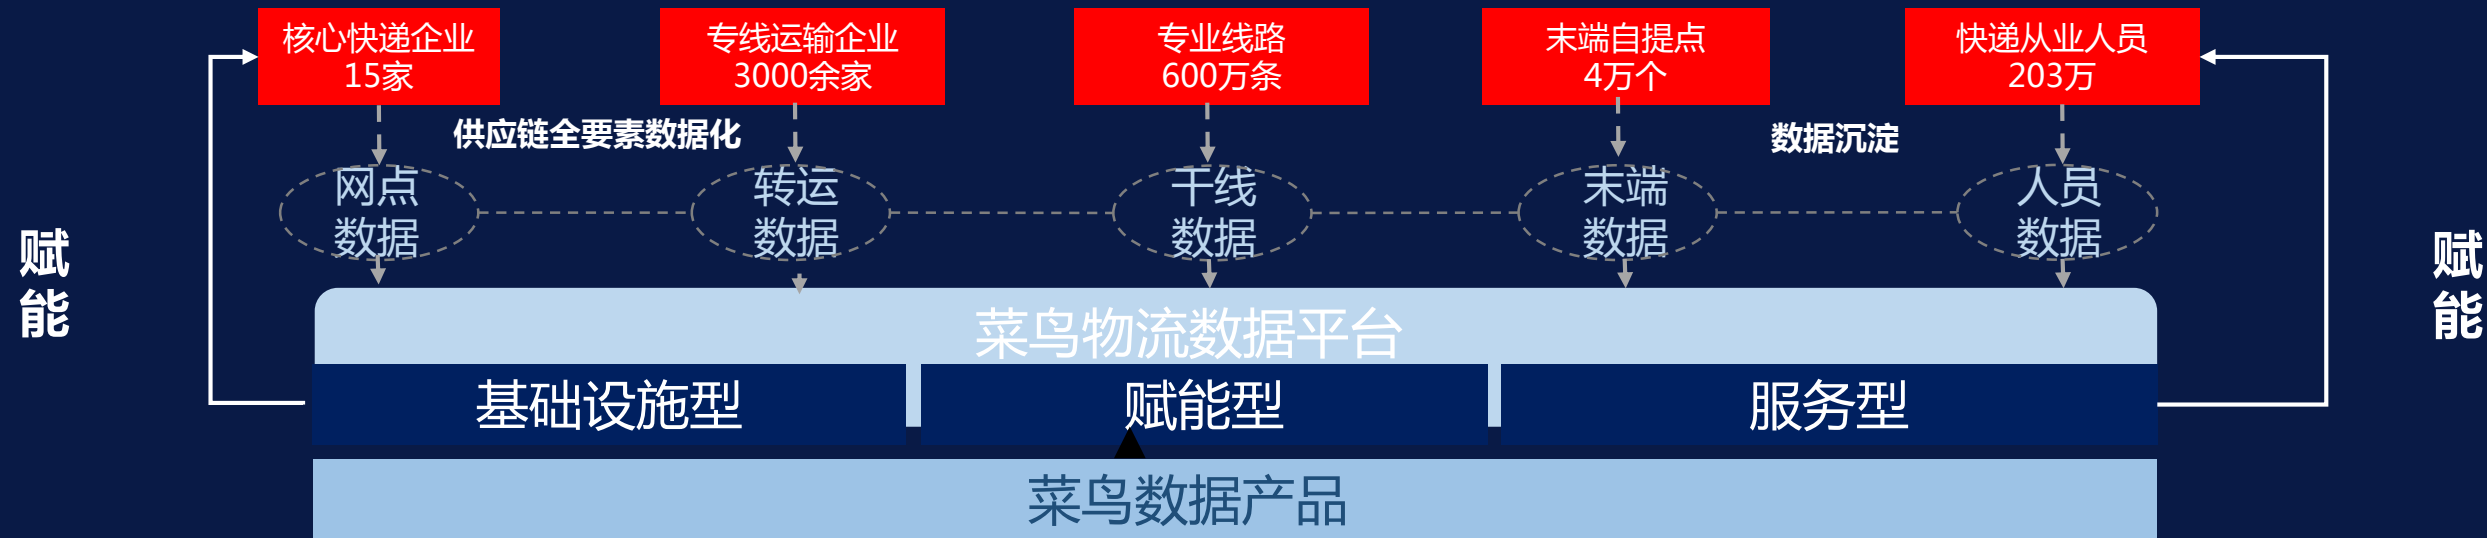 核心快递企业
15家
专线运输企业
3000余家
专业线路
600万条
末端自提点
4万个
快递从业人员
203万
供应链全要素数据化
数据沉淀
网点
数据
转运
数据
干线
数据
末端
数据
人员
数据
赋
能
赋
能
菜鸟物流数据平台
基础设施型
赋能型
服务型
菜鸟数据产品